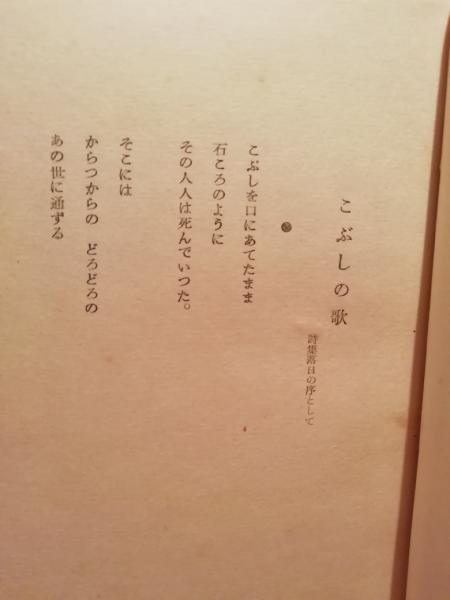 こぶしの歌
詩集落日の序として
こぶしを口にあてたまま
石ころのように
その人人は死んでいつた。
そこには
からつからの どろどろの
あの世に通ずる